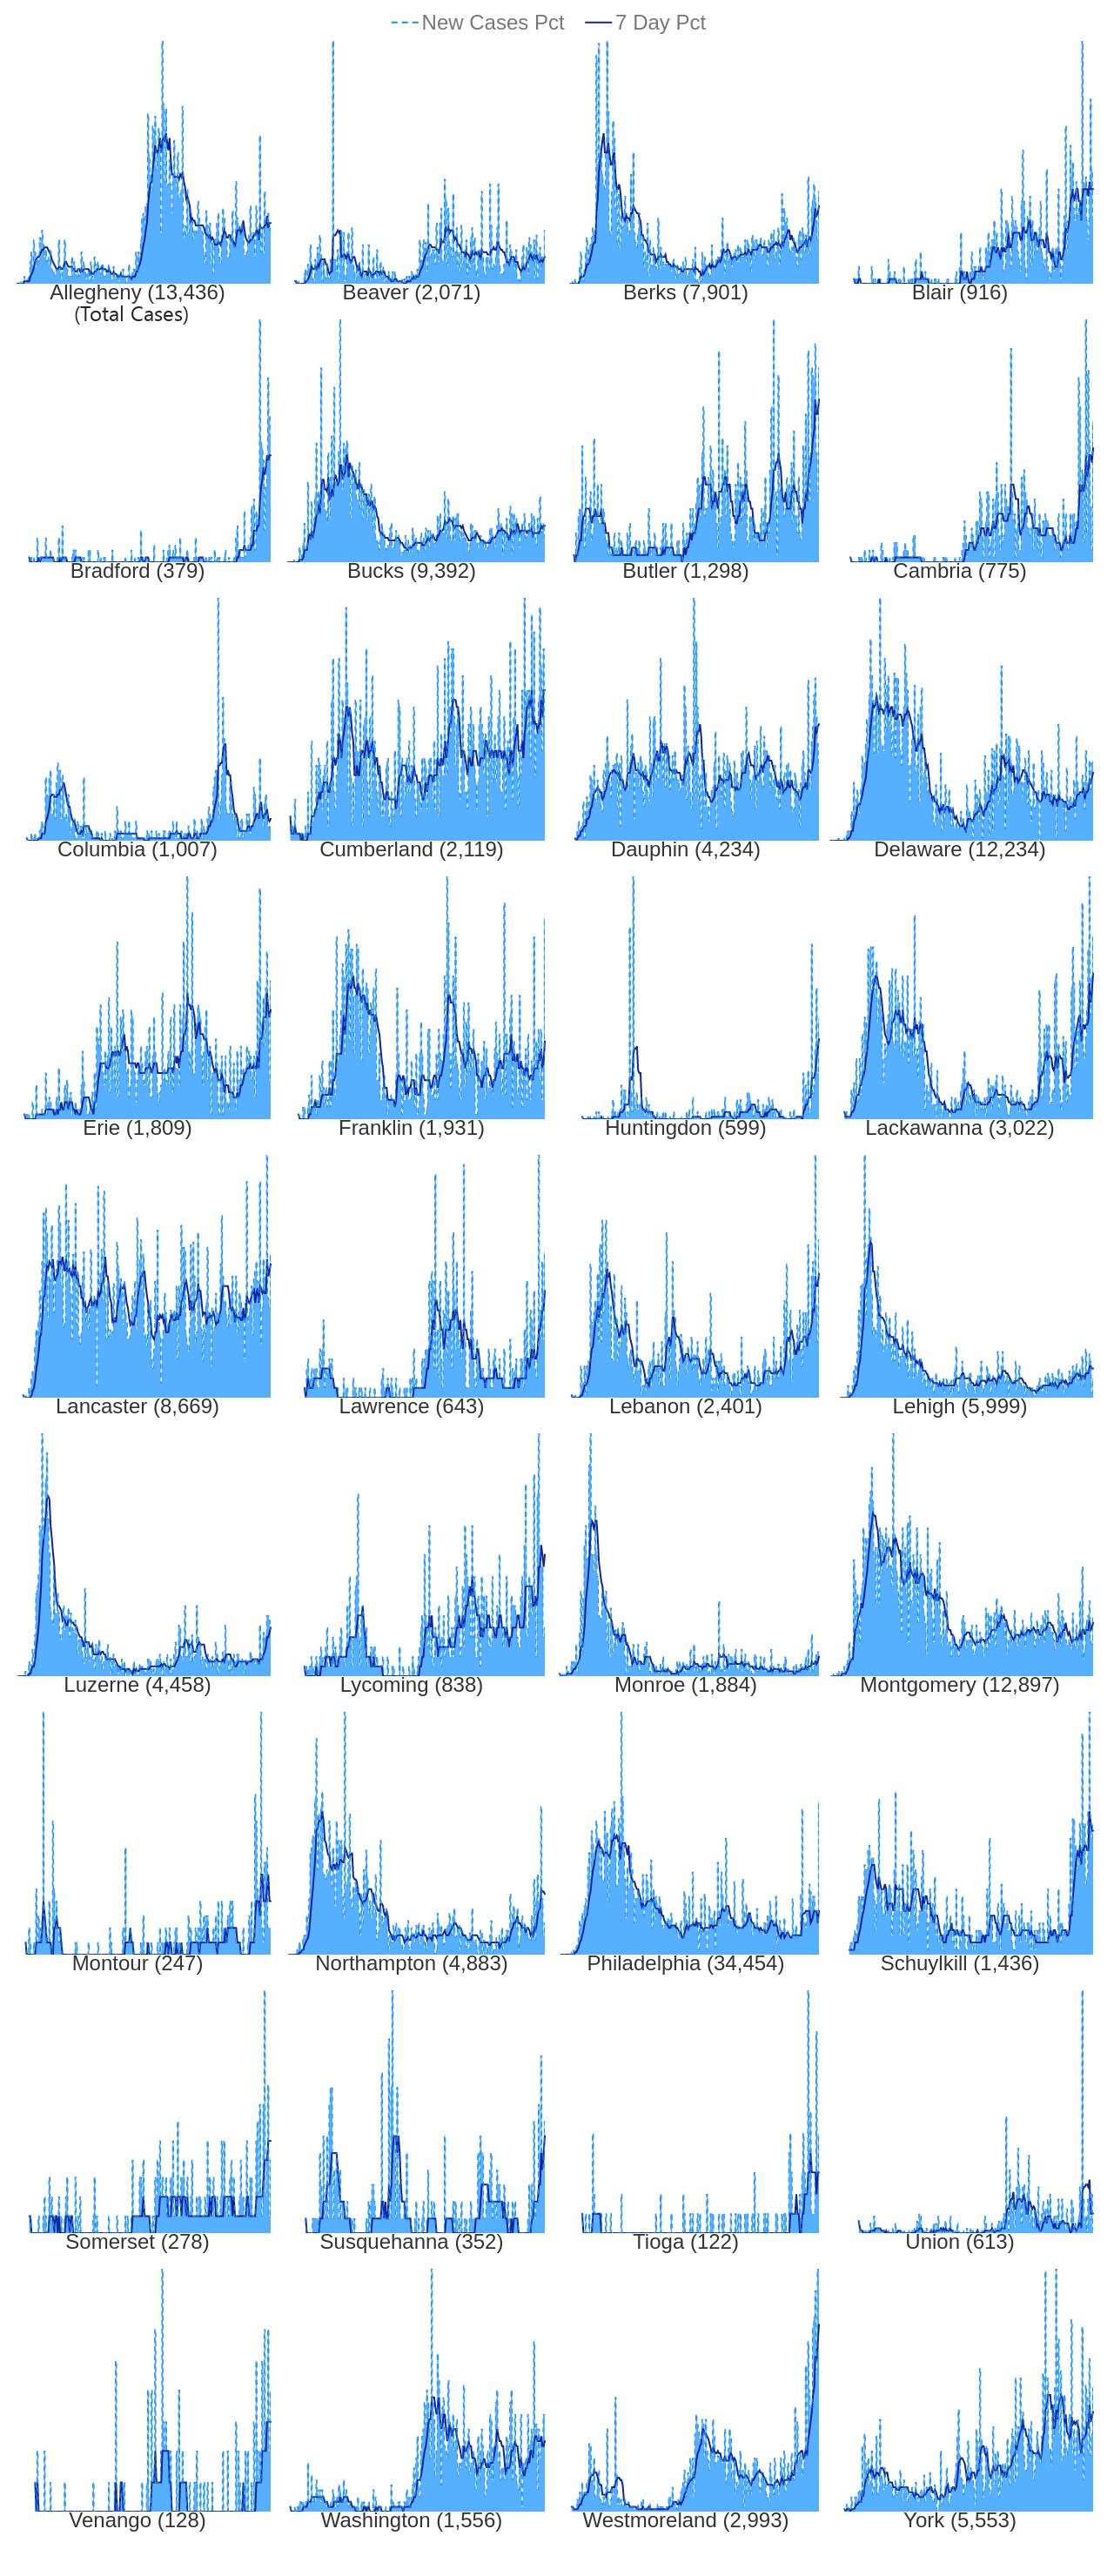 New Cases Pct 7 Day Pct
Allegheny (13,436) Beaver (2,071) Berks (7,901) Blair (916)
(Total Cases)
Bradford (379) Bucks (9,392) Butler (1,298) Cambria (775)
Columbia (1,007) Cumberland (2,119) Dauphin (4,234) Delaware (12,234)
Erie (1,809) Franklin (1,931) Huntingdon (599) Lackawanna (3,022)
Lancaster (8,669) Lawrence (643) Lebanon (2,401) Lehigh (5,999)
Luzerne (4,458) Lycoming (838) Monroe (1,884) Montgomery (12,897)
Montour (247) Northampton (4,883) Philadelphia (34,454) Schuylkill (1,436)
Somerset (278) Susquehanna (352) Tioga (122) Union (613)
Venango (128) Washington (1,556) Westmoreland (2,993) York (5,553)